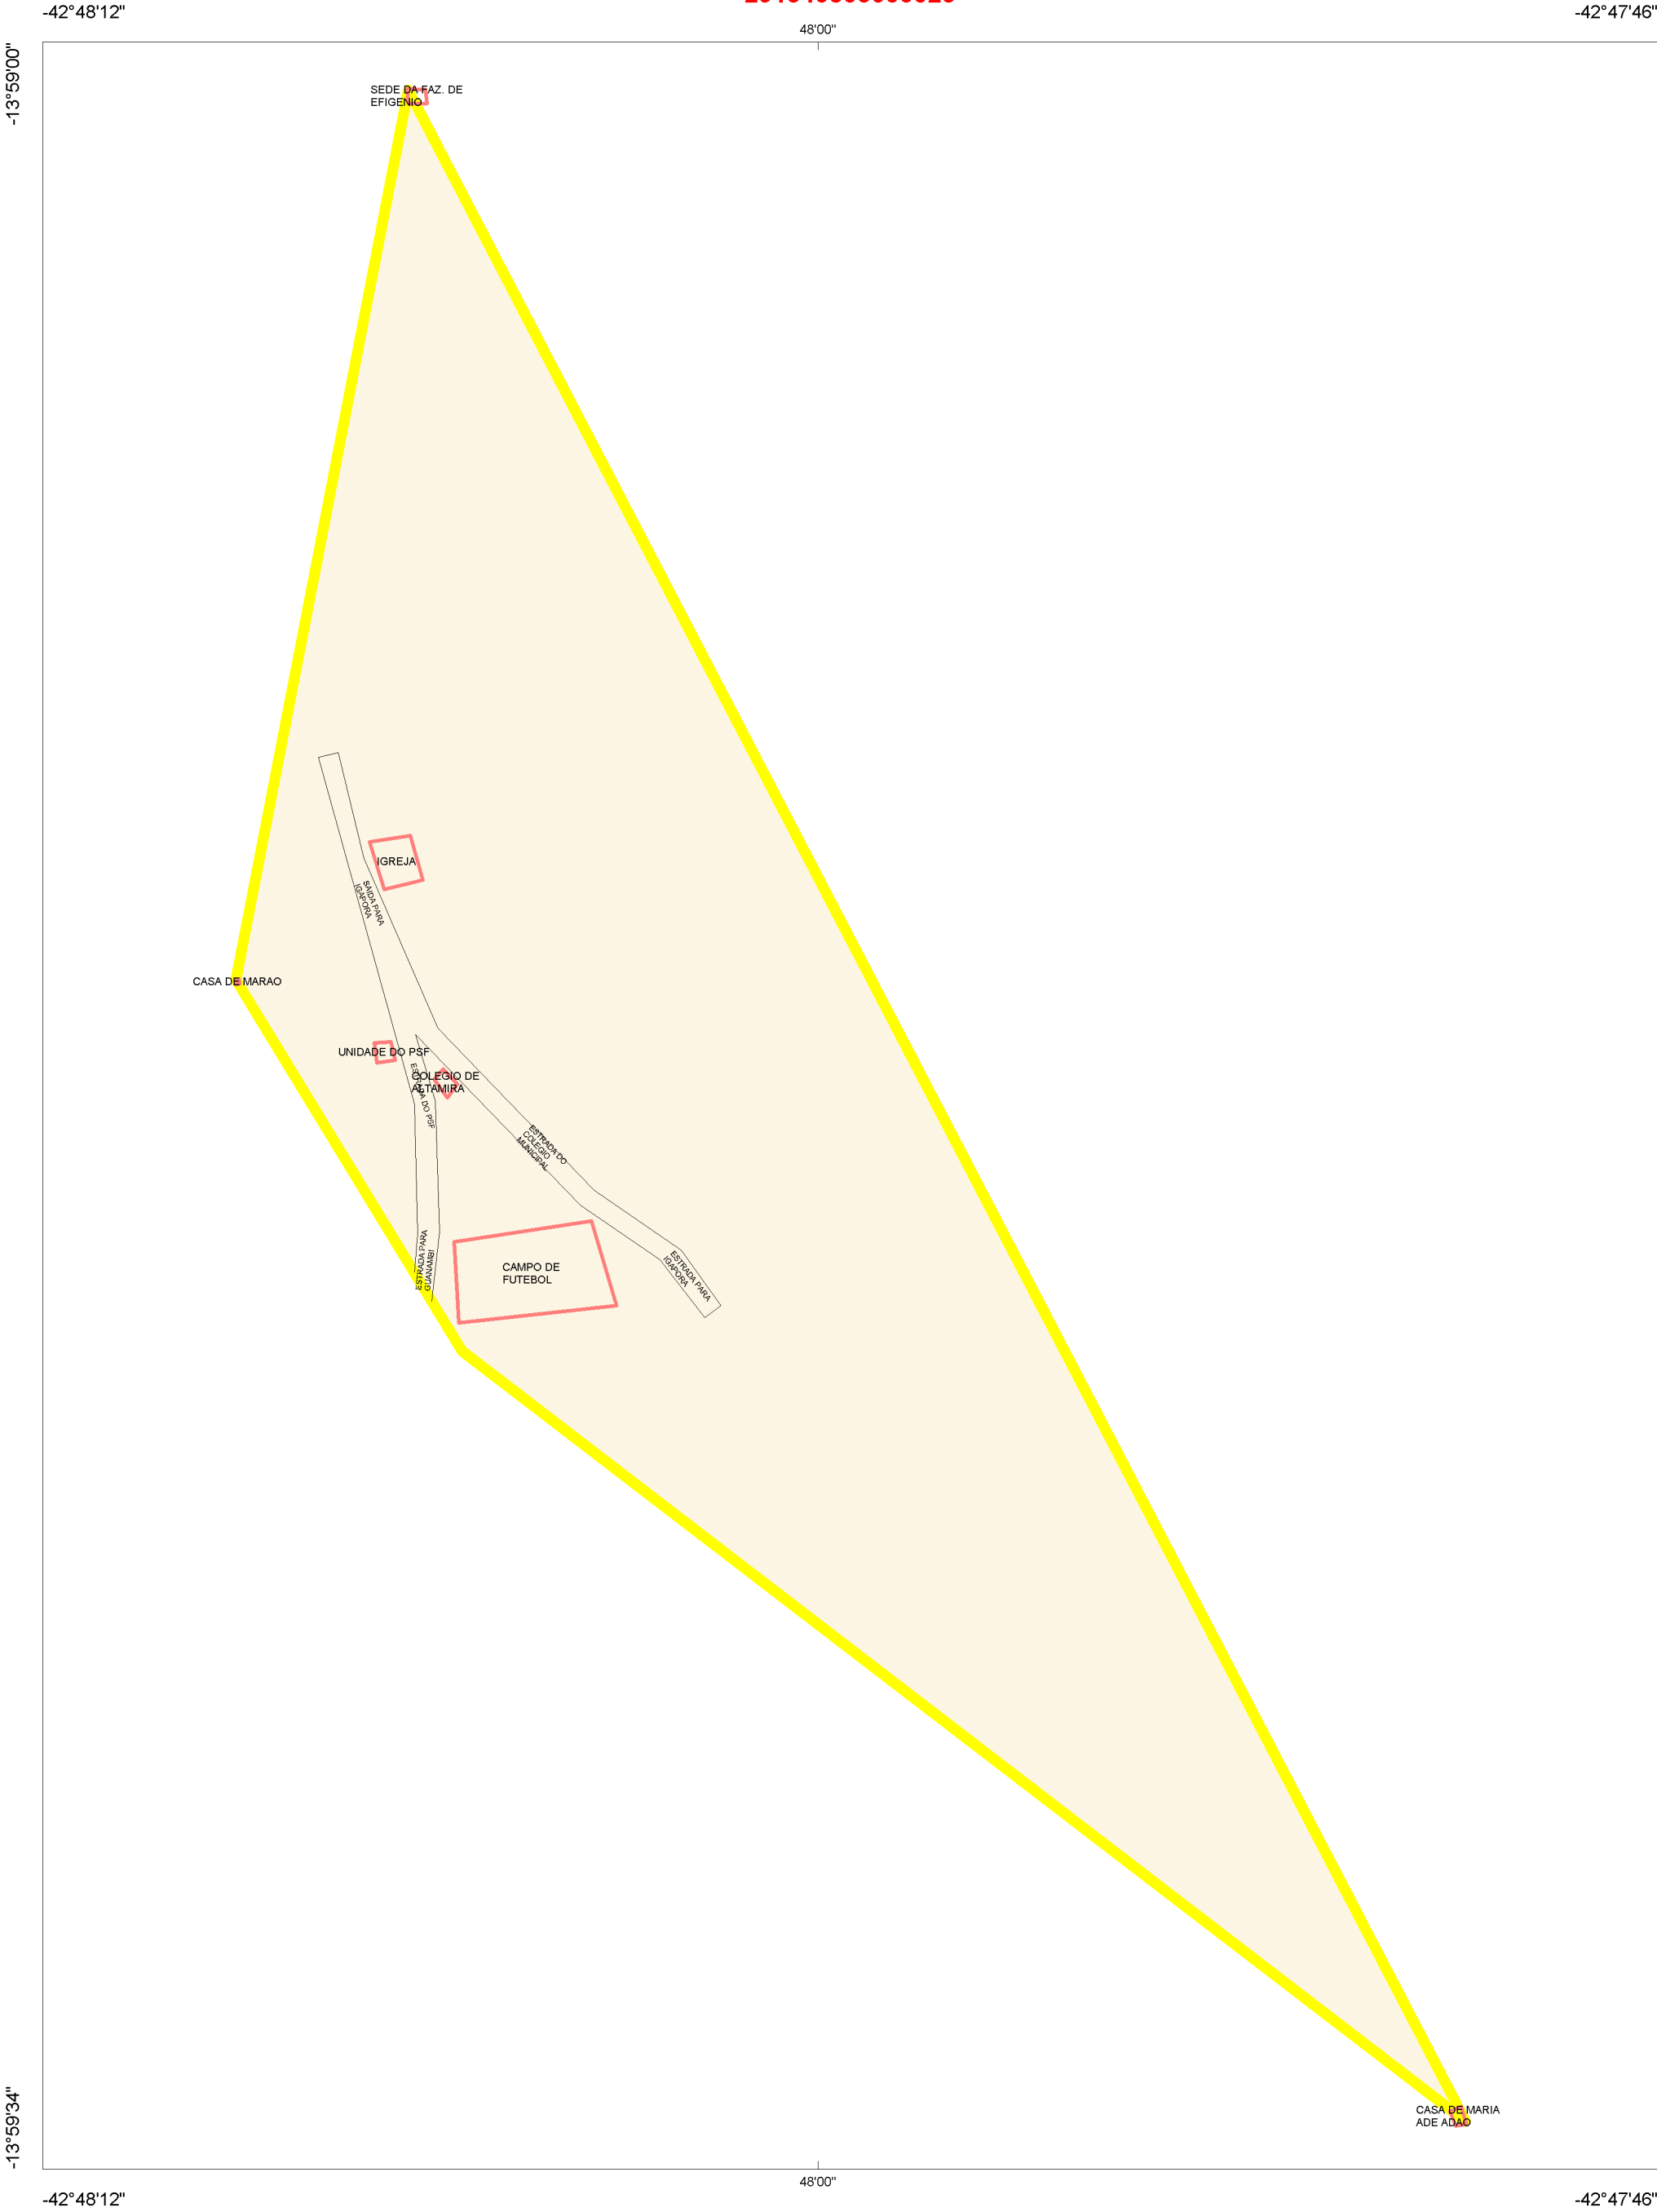 -42°48'12"
-42°47'46"
48'00"
-13°59'00"
SEDE DA FAZ. DE
EFIGENIO
IGREJA
SAIDA PARA
IGAPORA
CASA DE MARAO
UNIDADE DO PSF
COLEGIO DE
ALTAMIRA
ESTRADA DO PSF
ESTRADA DO
COLEGIO
MUNICIPAL
ESTRADA PARA
GUANAMBI
CAMPO DE
FUTEBOL
ESTRADA PARA
IGAPORA
CASA DE MARIA
ADE ADAO
-13°59'34"
48'00"
-42°48'12"
-42°47'46"